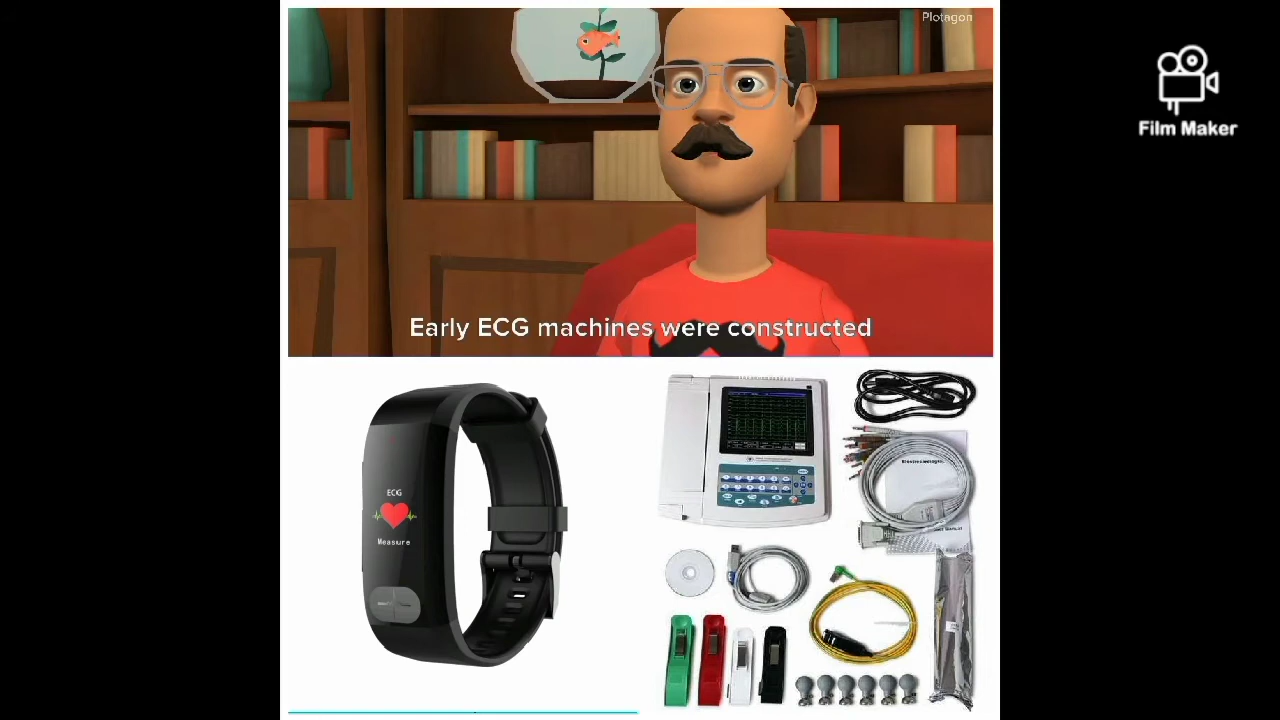 Plotagon
Film Maker
Early ECG machines were constructed
ECG
Measure